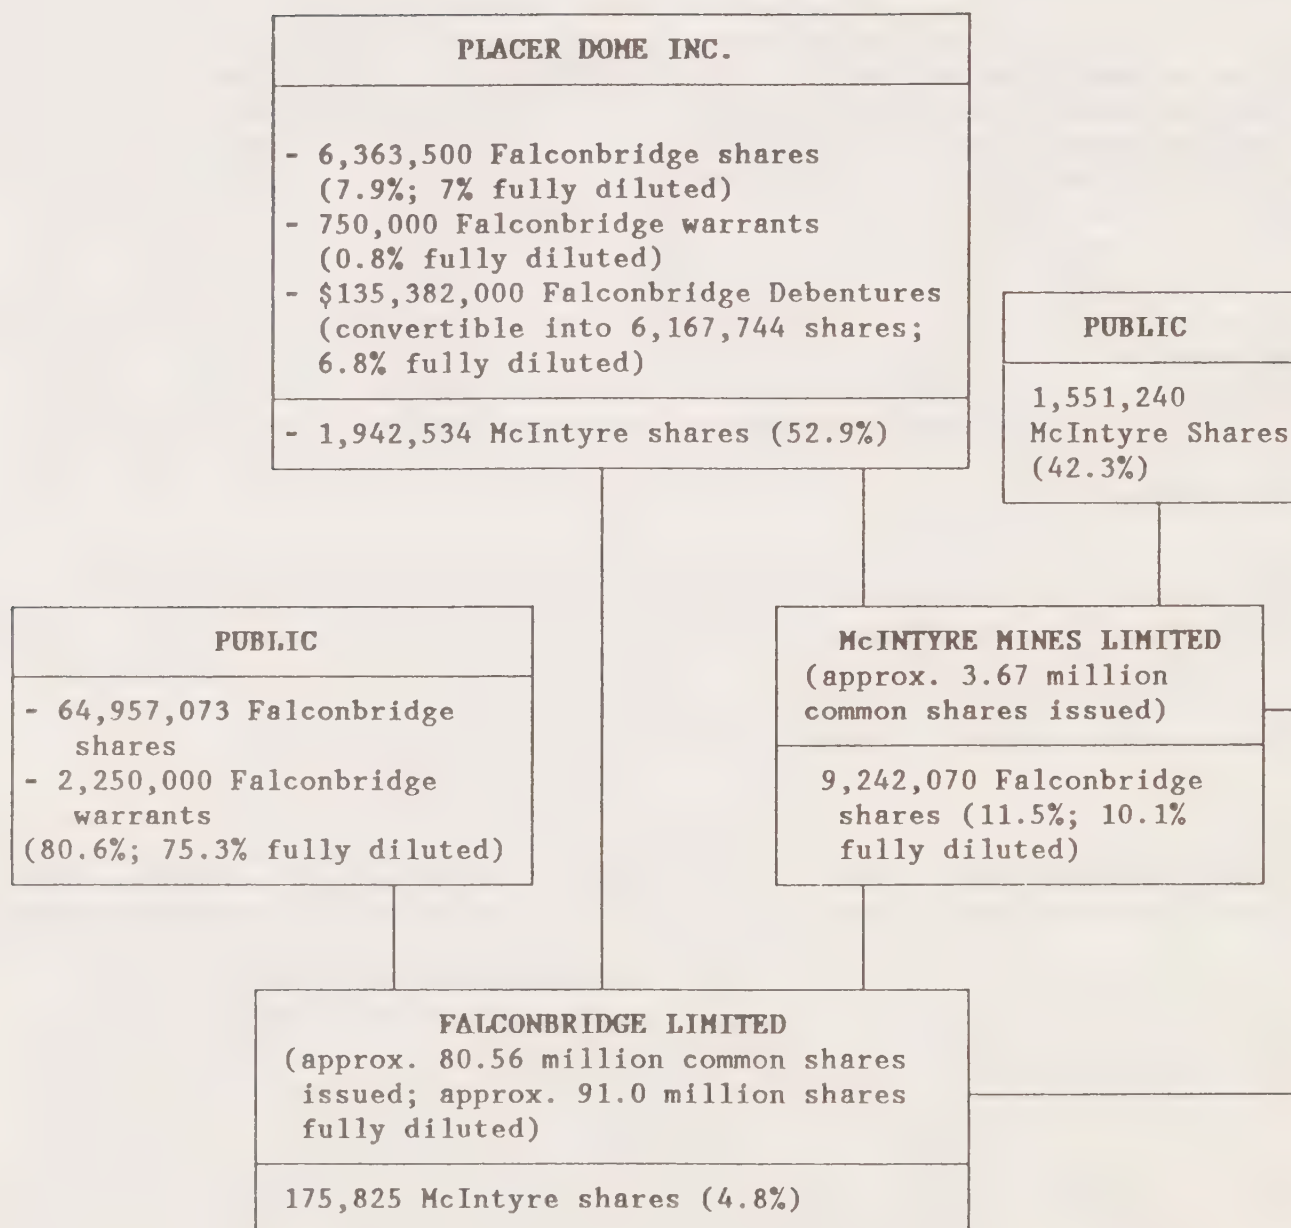 PLACER DOME INC.
- 6,363,500 Falconbridge shares
(7.9%; 7% fully diluted)
- 750,000 Falconbridge warrants
(0.8% fully diluted)
- $135,382,000 Falconbridge Debentures
(convertible into 6,167,744 shares;
6.8% fully diluted)
- 1,942,534 McIntyre shares (52.9%)
PUBLIC
1,551,240
McIntyre Shares
(42.3%)
PUBLIC
- 64,957,073 Falconbridge
shares
- 2,250,000 Falconbridge
warrants
(80.6%; 75.3% fully diluted)
McINTYRE MINES LIMITED
(approx. 3.67 million
common shares issued)
9,242,070 Falconbridge
shares (11.5%; 10.1%
fully diluted)
FALCONBRIDGE LIMITED
(approx. 80.56 million common shares
issued; approx. 91.0 million shares
fully diluted)
175,825 McIntyre shares (4.8%)